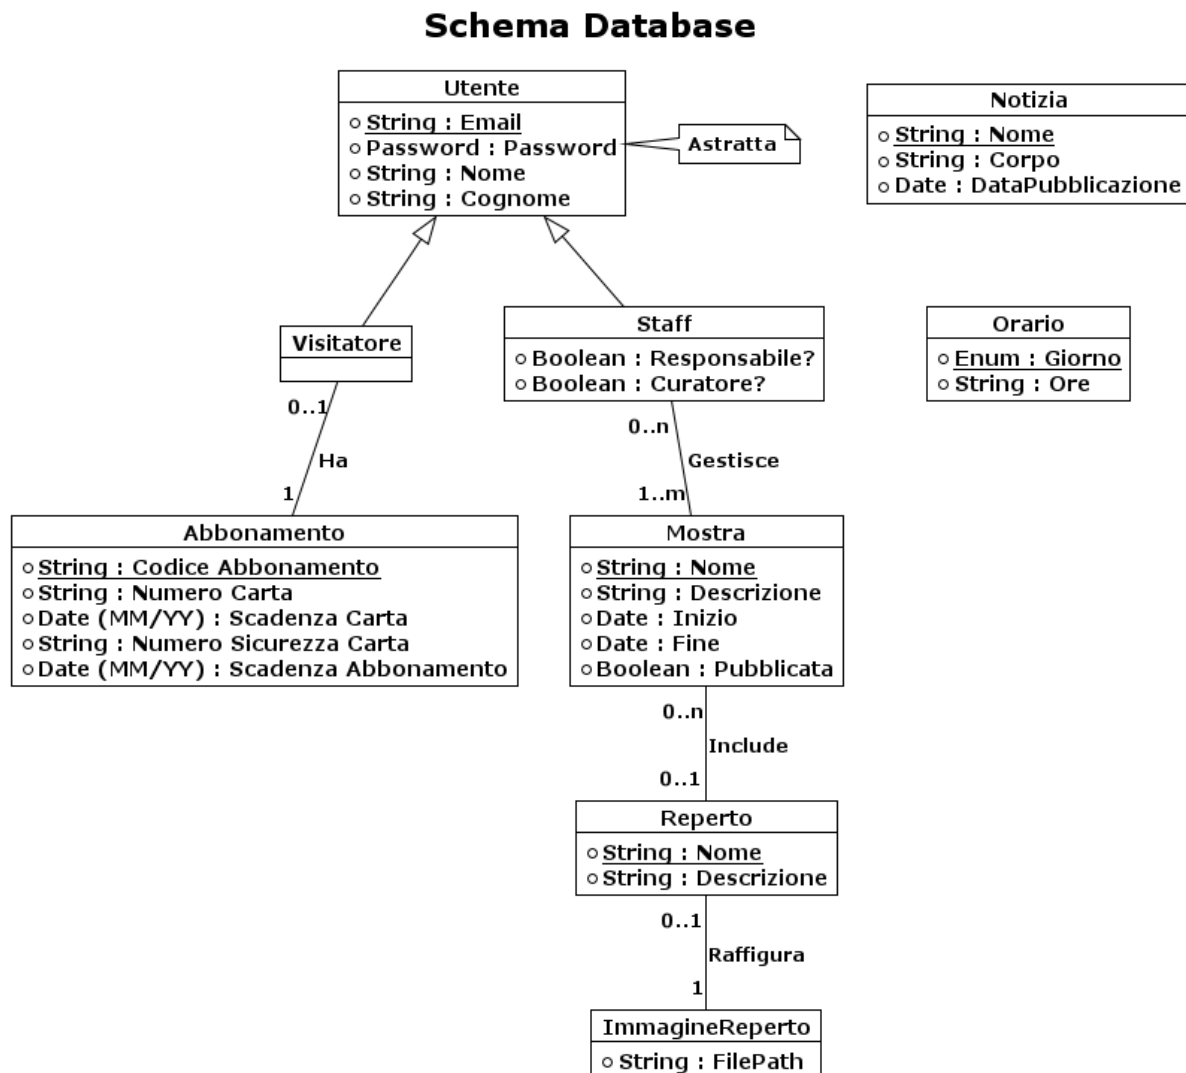 Schema Database
Utente
String : Email
Password : Password
String : Nome
String : Cognome
Astratta
Notizia
String : Nome
String : Corpo
Date : DataPubblicazione
Visitatore
Staff
Boolean : Responsabile?
Boolean : Curatore?
Orario
Enum : Giorno
String : Ore
0..1
Ha
1
0..n
Gestisce
1..m
Abbonamento
String : Codice Abbonamento
String : Numero Carta
Date (MM/YY) : Scadenza Carta
String : Numero Sicurezza Carta
Date (MM/YY) : Scadenza Abbonamento
Mostra
String : Nome
String : Descrizione
Date : Inizio
Date : Fine
Boolean : Pubblicata
0..n
Include
0..1
Reperto
String : Nome
String : Descrizione
0..1
Raffigura
1
ImmagineReperto
String : FilePath